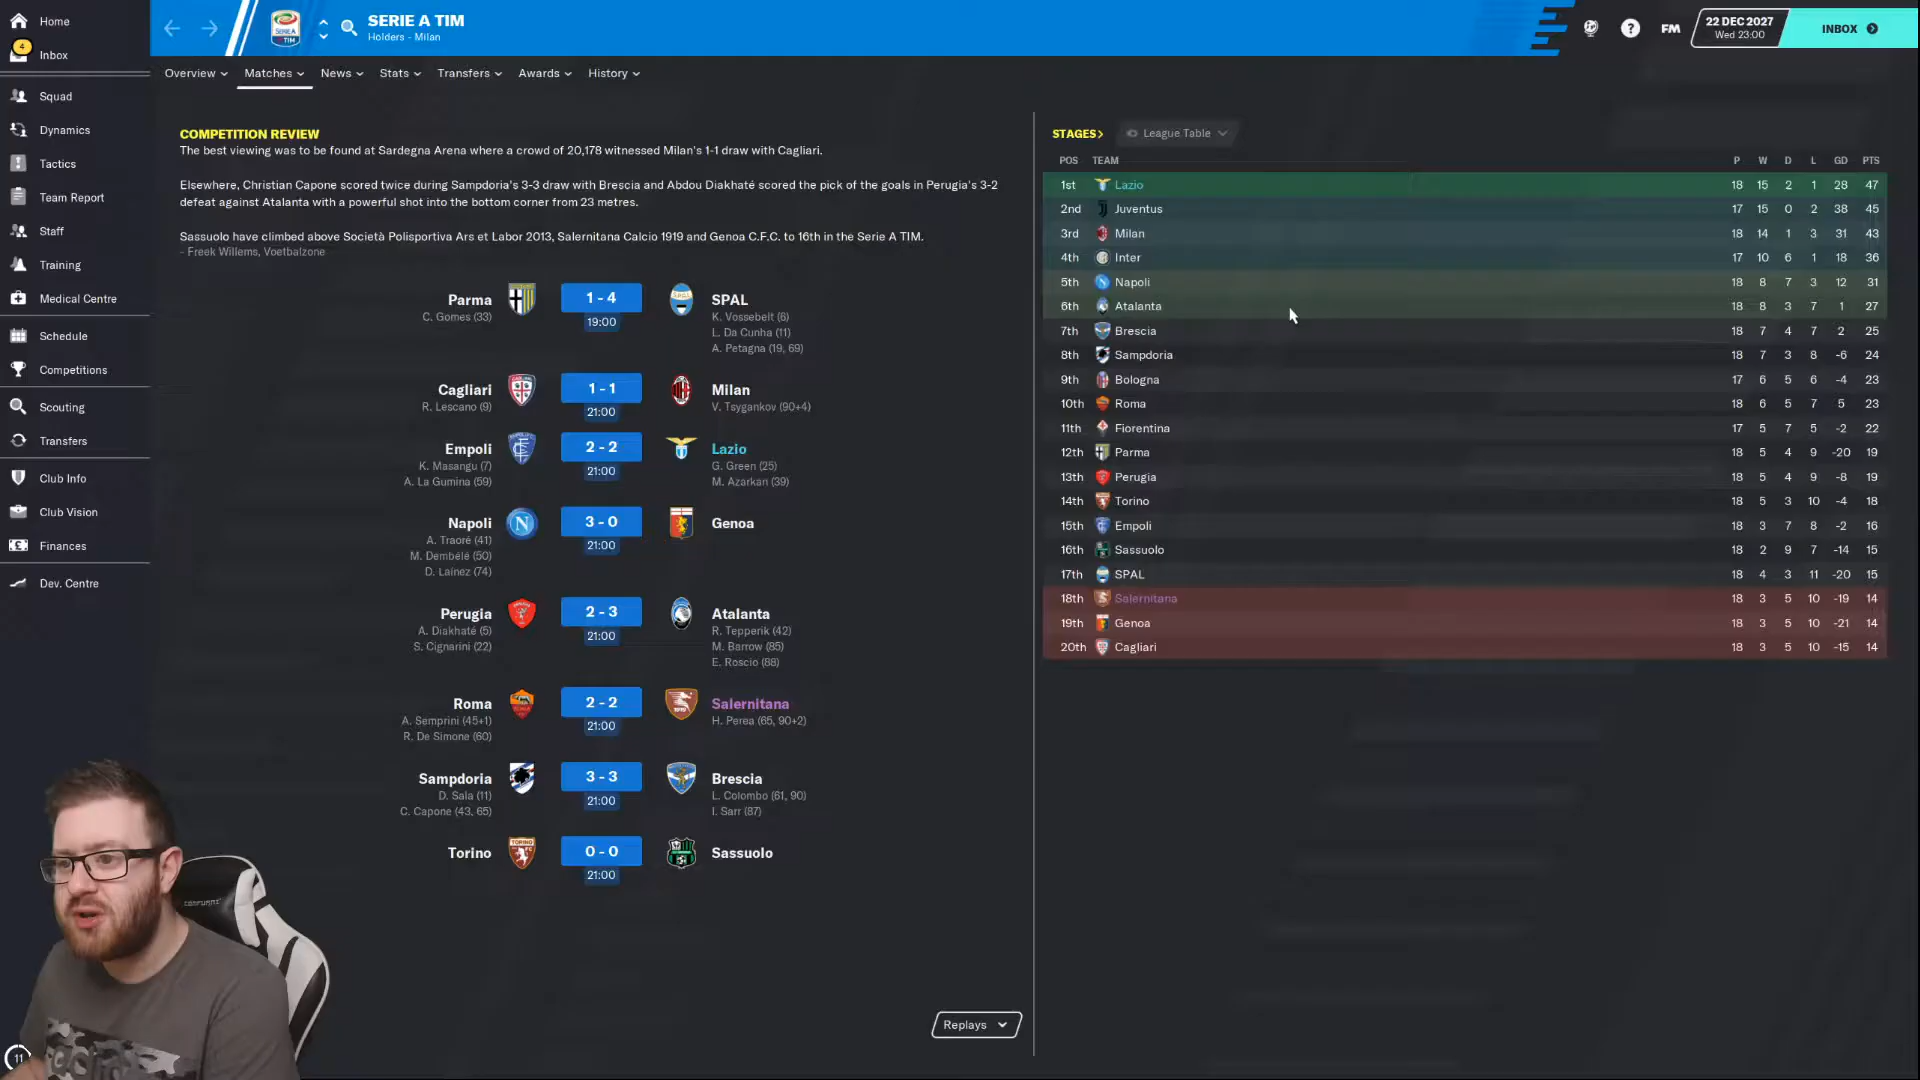 Home
4
Inbox
Squad
Dynamics
Tactics
Team Report
Staff
Training
Medical Centre
Schedule
Competitions
Scouting
Transfers
Club Info
Club Vision
Finances
Dev. Centre
11
SERIE A TIM
Holders - Milan
? FM
22 DEC 2027
Wed 23:00
INBOX
Overview Matches News Stats Transfers Awards History
COMPETITION REVIEW
The best viewing was to be found at Sardegna Arena where a crowd of 20,178 witnessed Milan's 1-1 draw with Cagliari.
Elsewhere, Christian Capone scored twice during Sampdoria's 3-3 draw with Brescia and Abdou Diakhaté scored the pick of the goals in Perugia's 3-2
defeat against Atalanta with a powerful shot into the bottom corner from 23 metres.
Sassuolo have climbed above Società Polisportiva Ars et Labor 2013, Salernitana Calcio 1919 and Genoa C.F.C. to 16th in the Serie A TIM.
- Freek Willems, Voetbalzone
Parma 1 - 4 SPAL
C. Gomes (33) 19:00 K. Vossebelt (6)
L. Da Cunha (11)
A. Petagna (19, 69)
Cagliari 1 - 1 Milan
R. Lescano (9) 21:00 V. Tsygankov (90+4)
Empoli 2 - 2 Lazio
K. Masangu (7) 21:00 G. Green (25)
A. La Gumina (59) M. Azarkan (39)
Napoli 3 - 0 Genoa
A. Traoré (41) 21:00
M. Dembélé (50)
D. Lainez (74)
Perugia 2 - 3 Atalanta
A. Diakhaté (5) 21:00 R. Tepperik (42)
S. Cignarini (22) M. Barrow (85)
E. Roscio (88)
Roma 2 - 2 Salernitana
A. Semprini (45+1) 21:00 H. Perea (65, 90+2)
R. De Simone (60)
Sampdoria 3 - 3 Brescia
D. Sala (11) 21:00 L. Colombo (61, 90)
C. Capone (43, 65) I. Sarr (87)
Torino 0 - 0 Sassuolo
21:00
Replays
STAGES> League Table
POS TEAM P W D L GD PTS
1st Lazio 18 15 2 1 28 47
2nd Juventus 17 15 0 2 38 45
3rd Milan 18 14 1 3 31 43
4th Inter 17 10 6 1 18 36
5th Napoli 18 8 7 3 12 31
6th Atalanta 18 8 3 7 1 27
7th Brescia 18 7 4 7 2 25
8th Sampdoria 18 7 3 8 -6 24
9th Bologna 17 6 5 6 -4 23
10th Roma 18 6 5 7 5 23
11th Fiorentina 17 5 7 5 -2 22
12th Parma 18 5 4 9 -20 19
13th Perugia 18 5 4 9 -8 19
14th Torino 18 5 3 10 -4 18
15th Empoli 18 3 7 8 -2 16
16th Sassuolo 18 2 9 7 -14 15
17th SPAL 18 4 3 11 -20 15
18th Salernitana 18 3 5 10 -19 14
19th Genoa 18 3 5 10 -21 14
20th Cagliari 18 3 5 10 -15 14